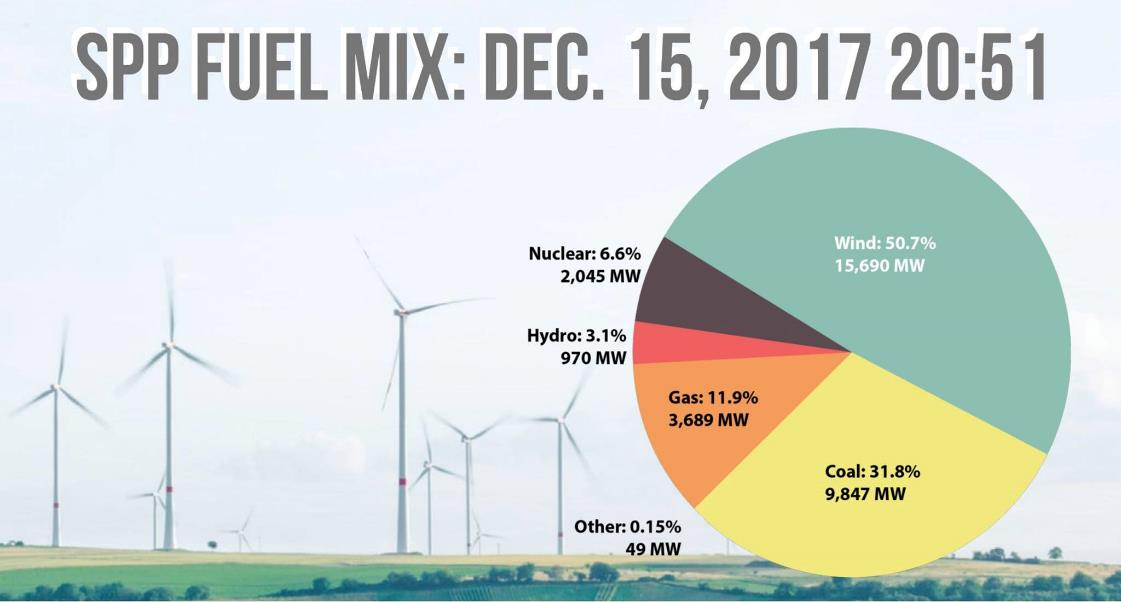 SPP FUEL MIX: DEC. 15, 2017 20:51
Wind: 50.7%
15,690 MW
Nuclear: 6.6%
2,045 MW
Hydro: 3.1%
970 MW
Gas: 11.9%
3,689 MW
Coal: 31.8%
9,847 MW
Other: 0.15%
49 MW